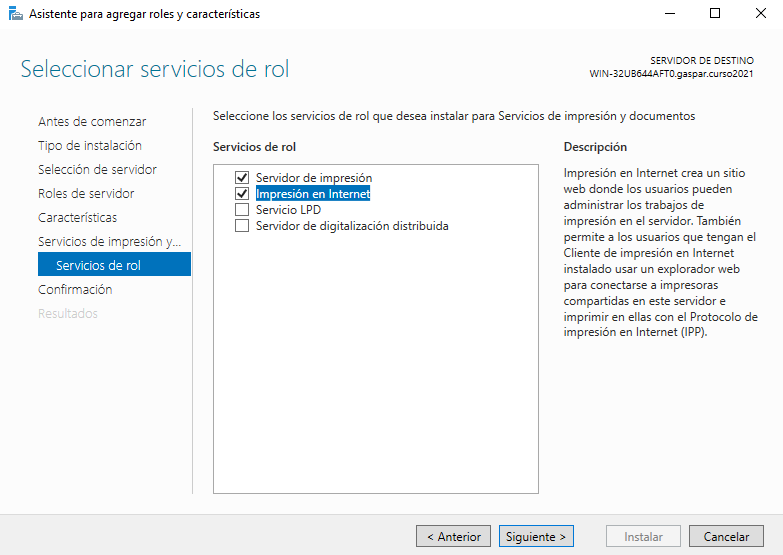 Asistente para agregar roles y características
Seleccionar servicios de rol
SERVIDOR DE DESTINO
WIN-32UB644AFT0.gaspar.curso2021
Antes de comenzar
Tipo de instalación
Selección de servidor
Roles de servidor
Características
Servicios de impresión y...
Servicios de rol
Confirmación
Resultados
Seleccione los servicios de rol que desea instalar para Servicios de impresión y documentos
Servicios de rol
Servidor de impresión
Impresión en Internet
Servicio LPD
Servidor de digitalización distribuida
Descripción
Impresión en Internet crea un sitio
web donde los usuarios pueden
administrar los trabajos de
impresión en el servidor. También
permite a los usuarios que tengan el
Cliente de impresión en Internet
instalado usar un explorador web
para conectarse a impresoras
compartidas en este servidor e
imprimir en ellas con el Protocolo de
impresión en Internet (IPP).
< Anterior
Siguiente >
Instalar
Cancelar